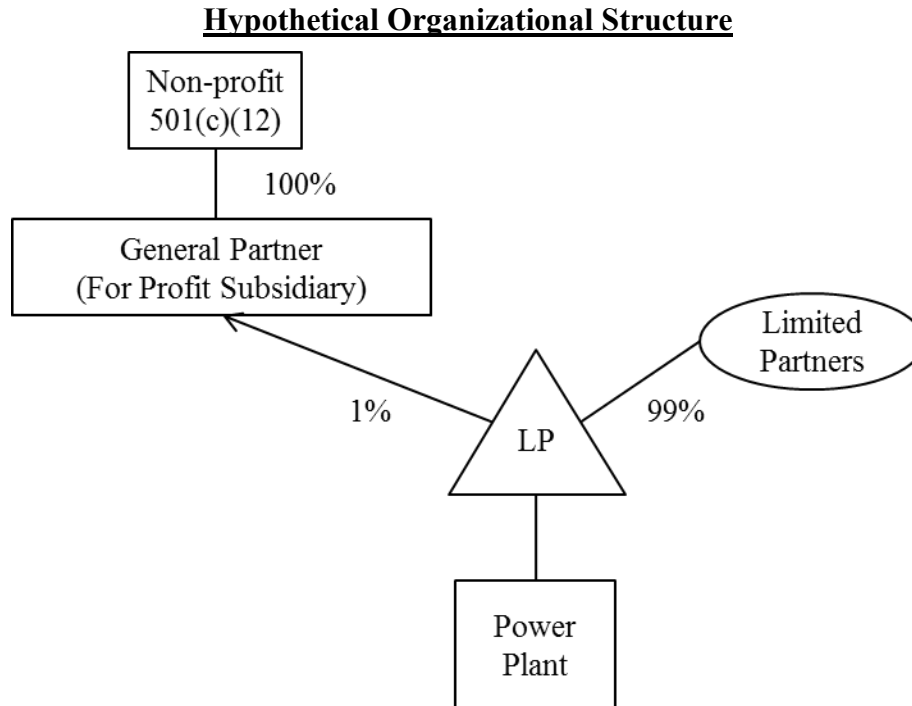 Hypothetical Organizational Structure
Non-profit
501(c)(12)
100%
General Partner
(For Profit Subsidiary)
Limited
Partners
1%
99%
LP
Power
Plant